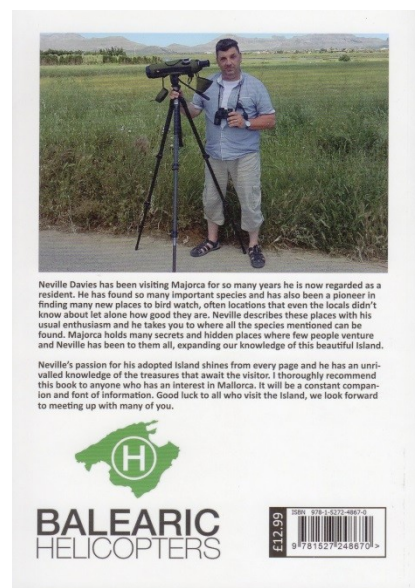 Neville Davies has been visiting Majorca for so many years he is now regarded as a
resident. He has found so many important species and has also been a pioneer in
finding many new places to bird watch, often locations that even the locals didn't
know about let alone how good they are. Neville describes these places with his
usual enthusiasm and he takes you to where all the species mentioned can be
found. Majorca holds many secrets and hidden places where few people venture
and Neville has been to them all, expanding our knowledge of this beautiful Island.
Neville's passion for his adopted Island shines from every page and he has an unri-
valled knowledge of the treasures that await the visitor. I thoroughly recommend
this book to anyone who has an interest in Mallorca. It will be a constant compan-
ion and font of information. Good luck to all who visit the Island, we look forward
to meeting up with many of you.
H
BALEARIC
HELICOPTERS
£12.99
ISBN 978-1-5272-4867-0
9 781527 248670 >